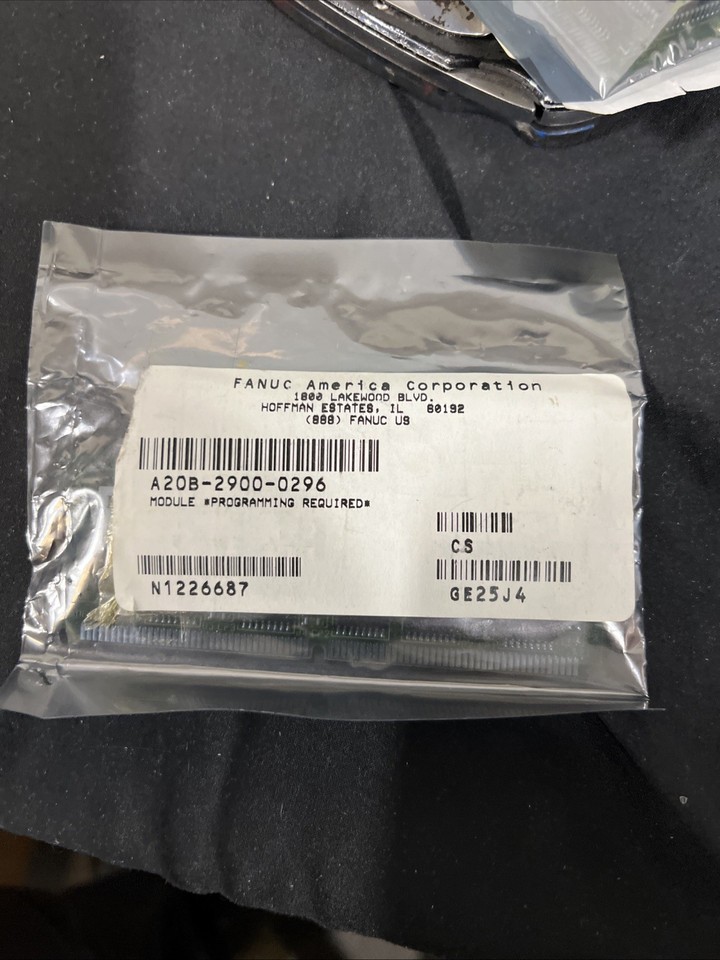 FANUC America Corporation
1800 LAKEWOOD BLVD.
HOFFMAN ESTATES, IL 60192
(888) FANUC US
A20B-2900-0296
MODULE *PROGRAMMING REQUIRED*
CS
N1226687
GE25J4